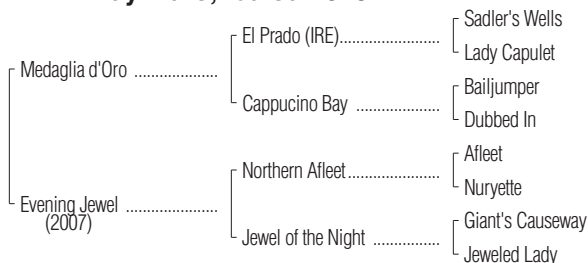 Sadler's Wells
El Prado (IRE)....................
Lady Capulet
Medaglia d'Oro ..................
Bailjumper
Cappucino Bay ..................
Dubbed In
Afleet
Northern Afleet....................
Nuryette
Evening Jewel ....................
(2007)
Giant's Causeway
Jewel of the Night ..............
Jeweled Lady